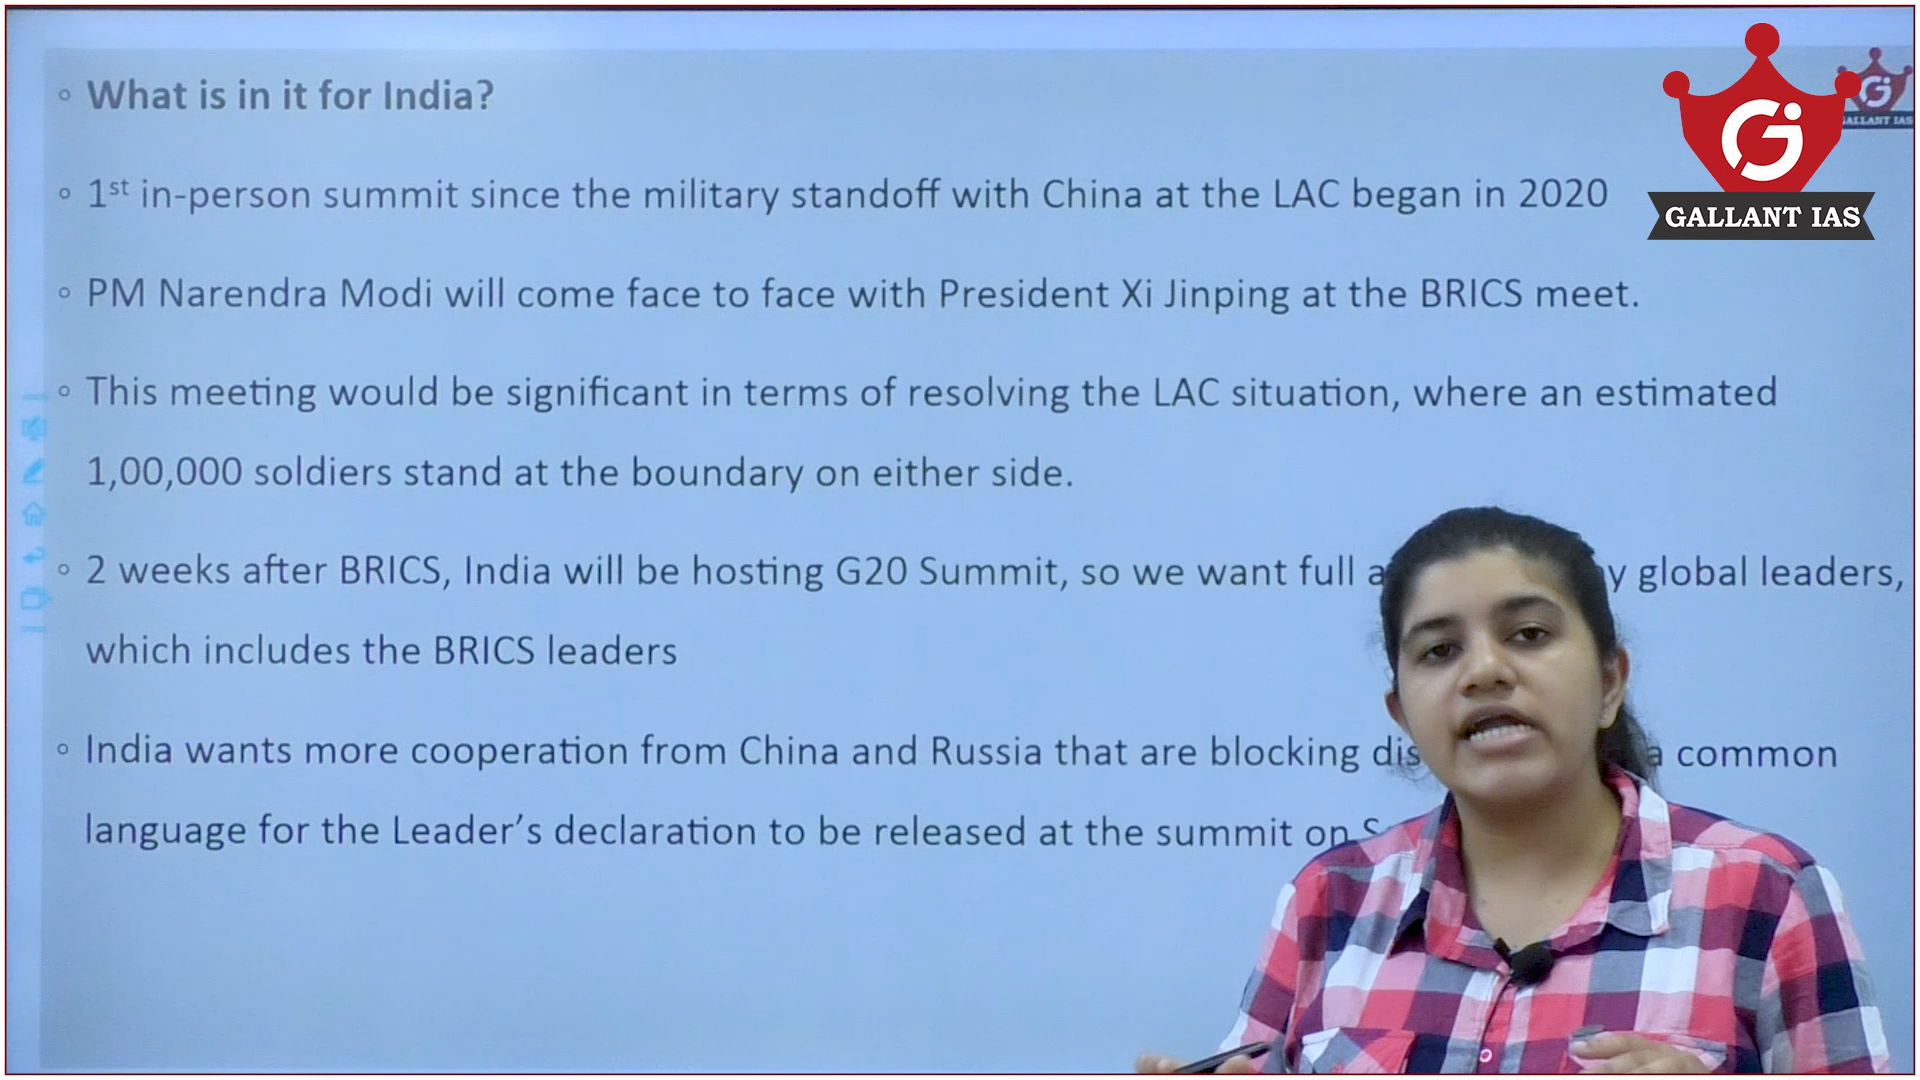 What is in it for India?
GALLANT IAS
GALLANT IAS
1st in-person summit since the military standoff with China at the LAC began in 2020
PM Narendra Modi will come face to face with President Xi Jinping at the BRICS meet.
This meeting would be significant in terms of resolving the LAC situation, where an estimated
1,00,000 soldiers stand at the boundary on either side.
2 weeks after BRICS, India will be hosting G20 Summit, so we want full global leaders,
which includes the BRICS leaders
India wants more cooperation from China and Russia that are blocking a common
language for the Leader’s declaration to be released at the summit on